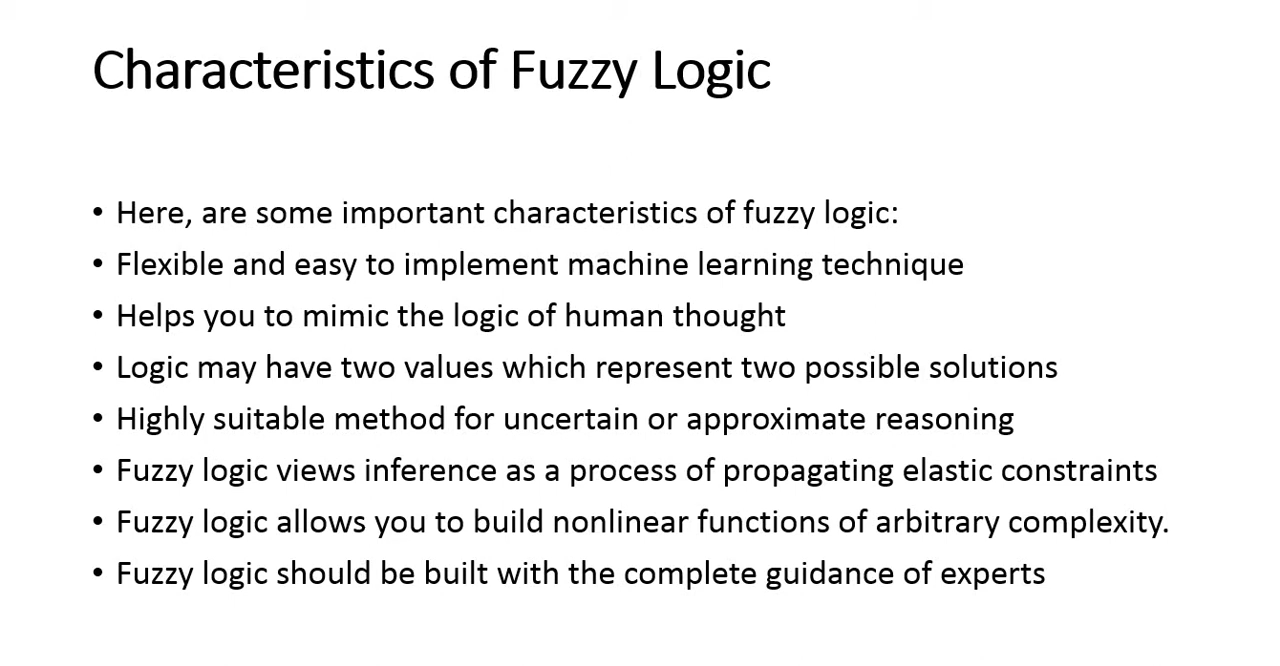 Characteristics of Fuzzy Logic
• Here, are some important characteristics of fuzzy logic:
• Flexible and easy to implement machine learning technique
• Helps you to mimic the logic of human thought
• Logic may have two values which represent two possible solutions
• Highly suitable method for uncertain or approximate reasoning
• Fuzzy logic views inference as a process of propagating elastic constraints
• Fuzzy logic allows you to build nonlinear functions of arbitrary complexity.
• Fuzzy logic should be built with the complete guidance of experts